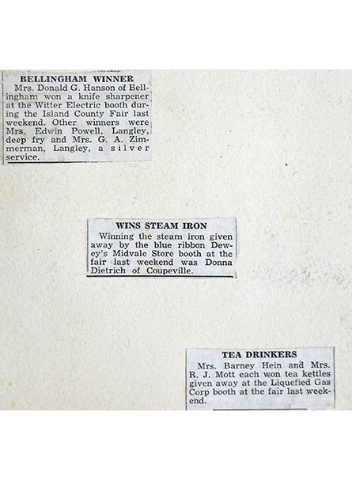 BELLINGHAM WINNER
Mrs. Donald G. Hanson of Bell-
ingham won a knife sharpener
at the Witter Electric booth dur-
ing the Island County Fair last
weekend. Other winners were
Mrs. Edwin Powell, Langley,
deep fry and Mrs. G. A. Zim-
merman, Langley, a silver
service.
WINS STEAM IRON
Winning the steam iron given
away by the blue ribbon Dew-
ey's Midvale Store booth at the
fair last weekend was Donna
Dietrich of Coupeville.
TEA DRINKERS
Mrs. Barney Hein and Mrs.
R. J. Mott each won tea kettles
given away at the Liquefied Gas
Corp booth at the fair last week-
end.